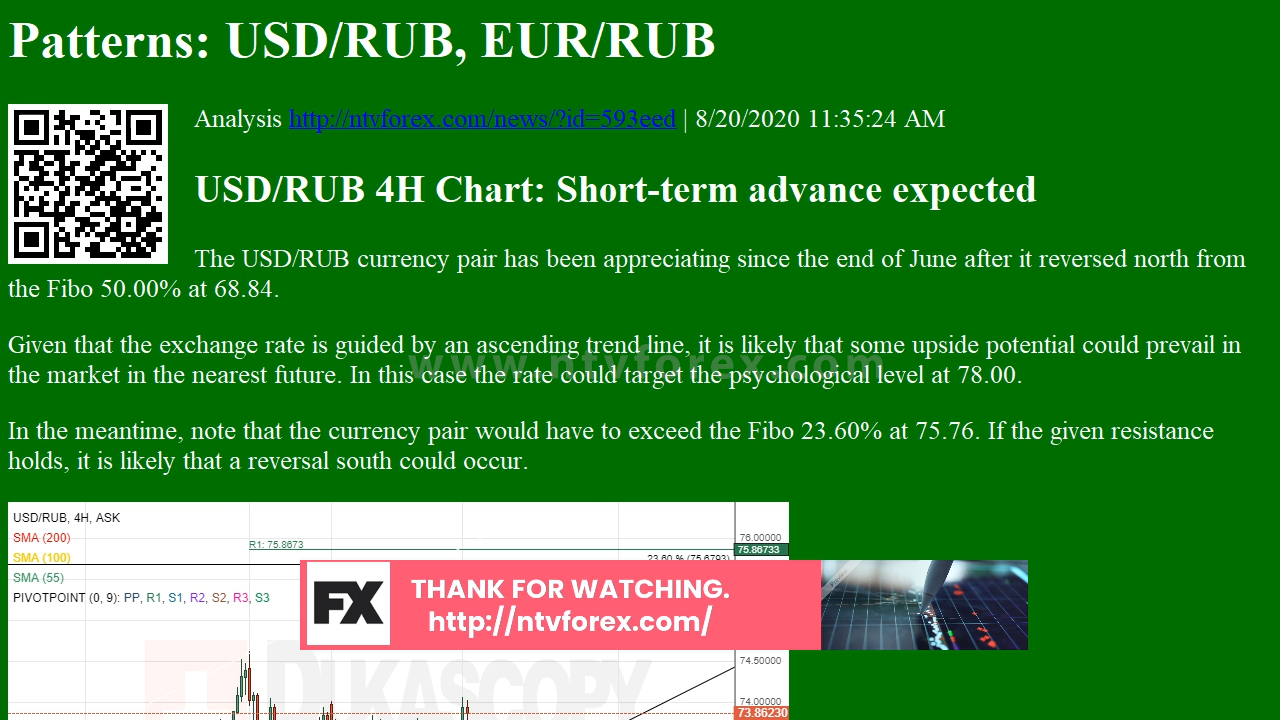 Patterns: USD/RUB, EUR/RUB
Analysis http://ntvforex.com/news/?id=593eed | 8/20/2020 11:35:24 AM
USD/RUB 4H Chart: Short-term advance expected
The USD/RUB currency pair has been appreciating since the end of June after it reversed north from
the Fibo 50.00% at 68.84.
Given that the exchange rate is guided by an ascending trend line, it is likely that some upside potential could prevail in
the market in the nearest future. In this case the rate could target the psychological level at 78.00.
www.ntvforex.com
In the meantime, note that the currency pair would have to exceed the Fibo 23.60% at 75.76. If the given resistance
holds, it is likely that a reversal south could occur.
USD/RUB, 4H, ASK
SMA (200)
SMA (100)
SMA (55)
PIVOTPOINT (0, 9): PP, R1, S1, R2, S2, R3, S3
R1: 75.8673
23.60 % (75.6793)
76.00000
75.86733
74.50000
74.00000
73.86230
DUKASCOPY
FX
THANK FOR WATCHING.
http://ntvforex.com/